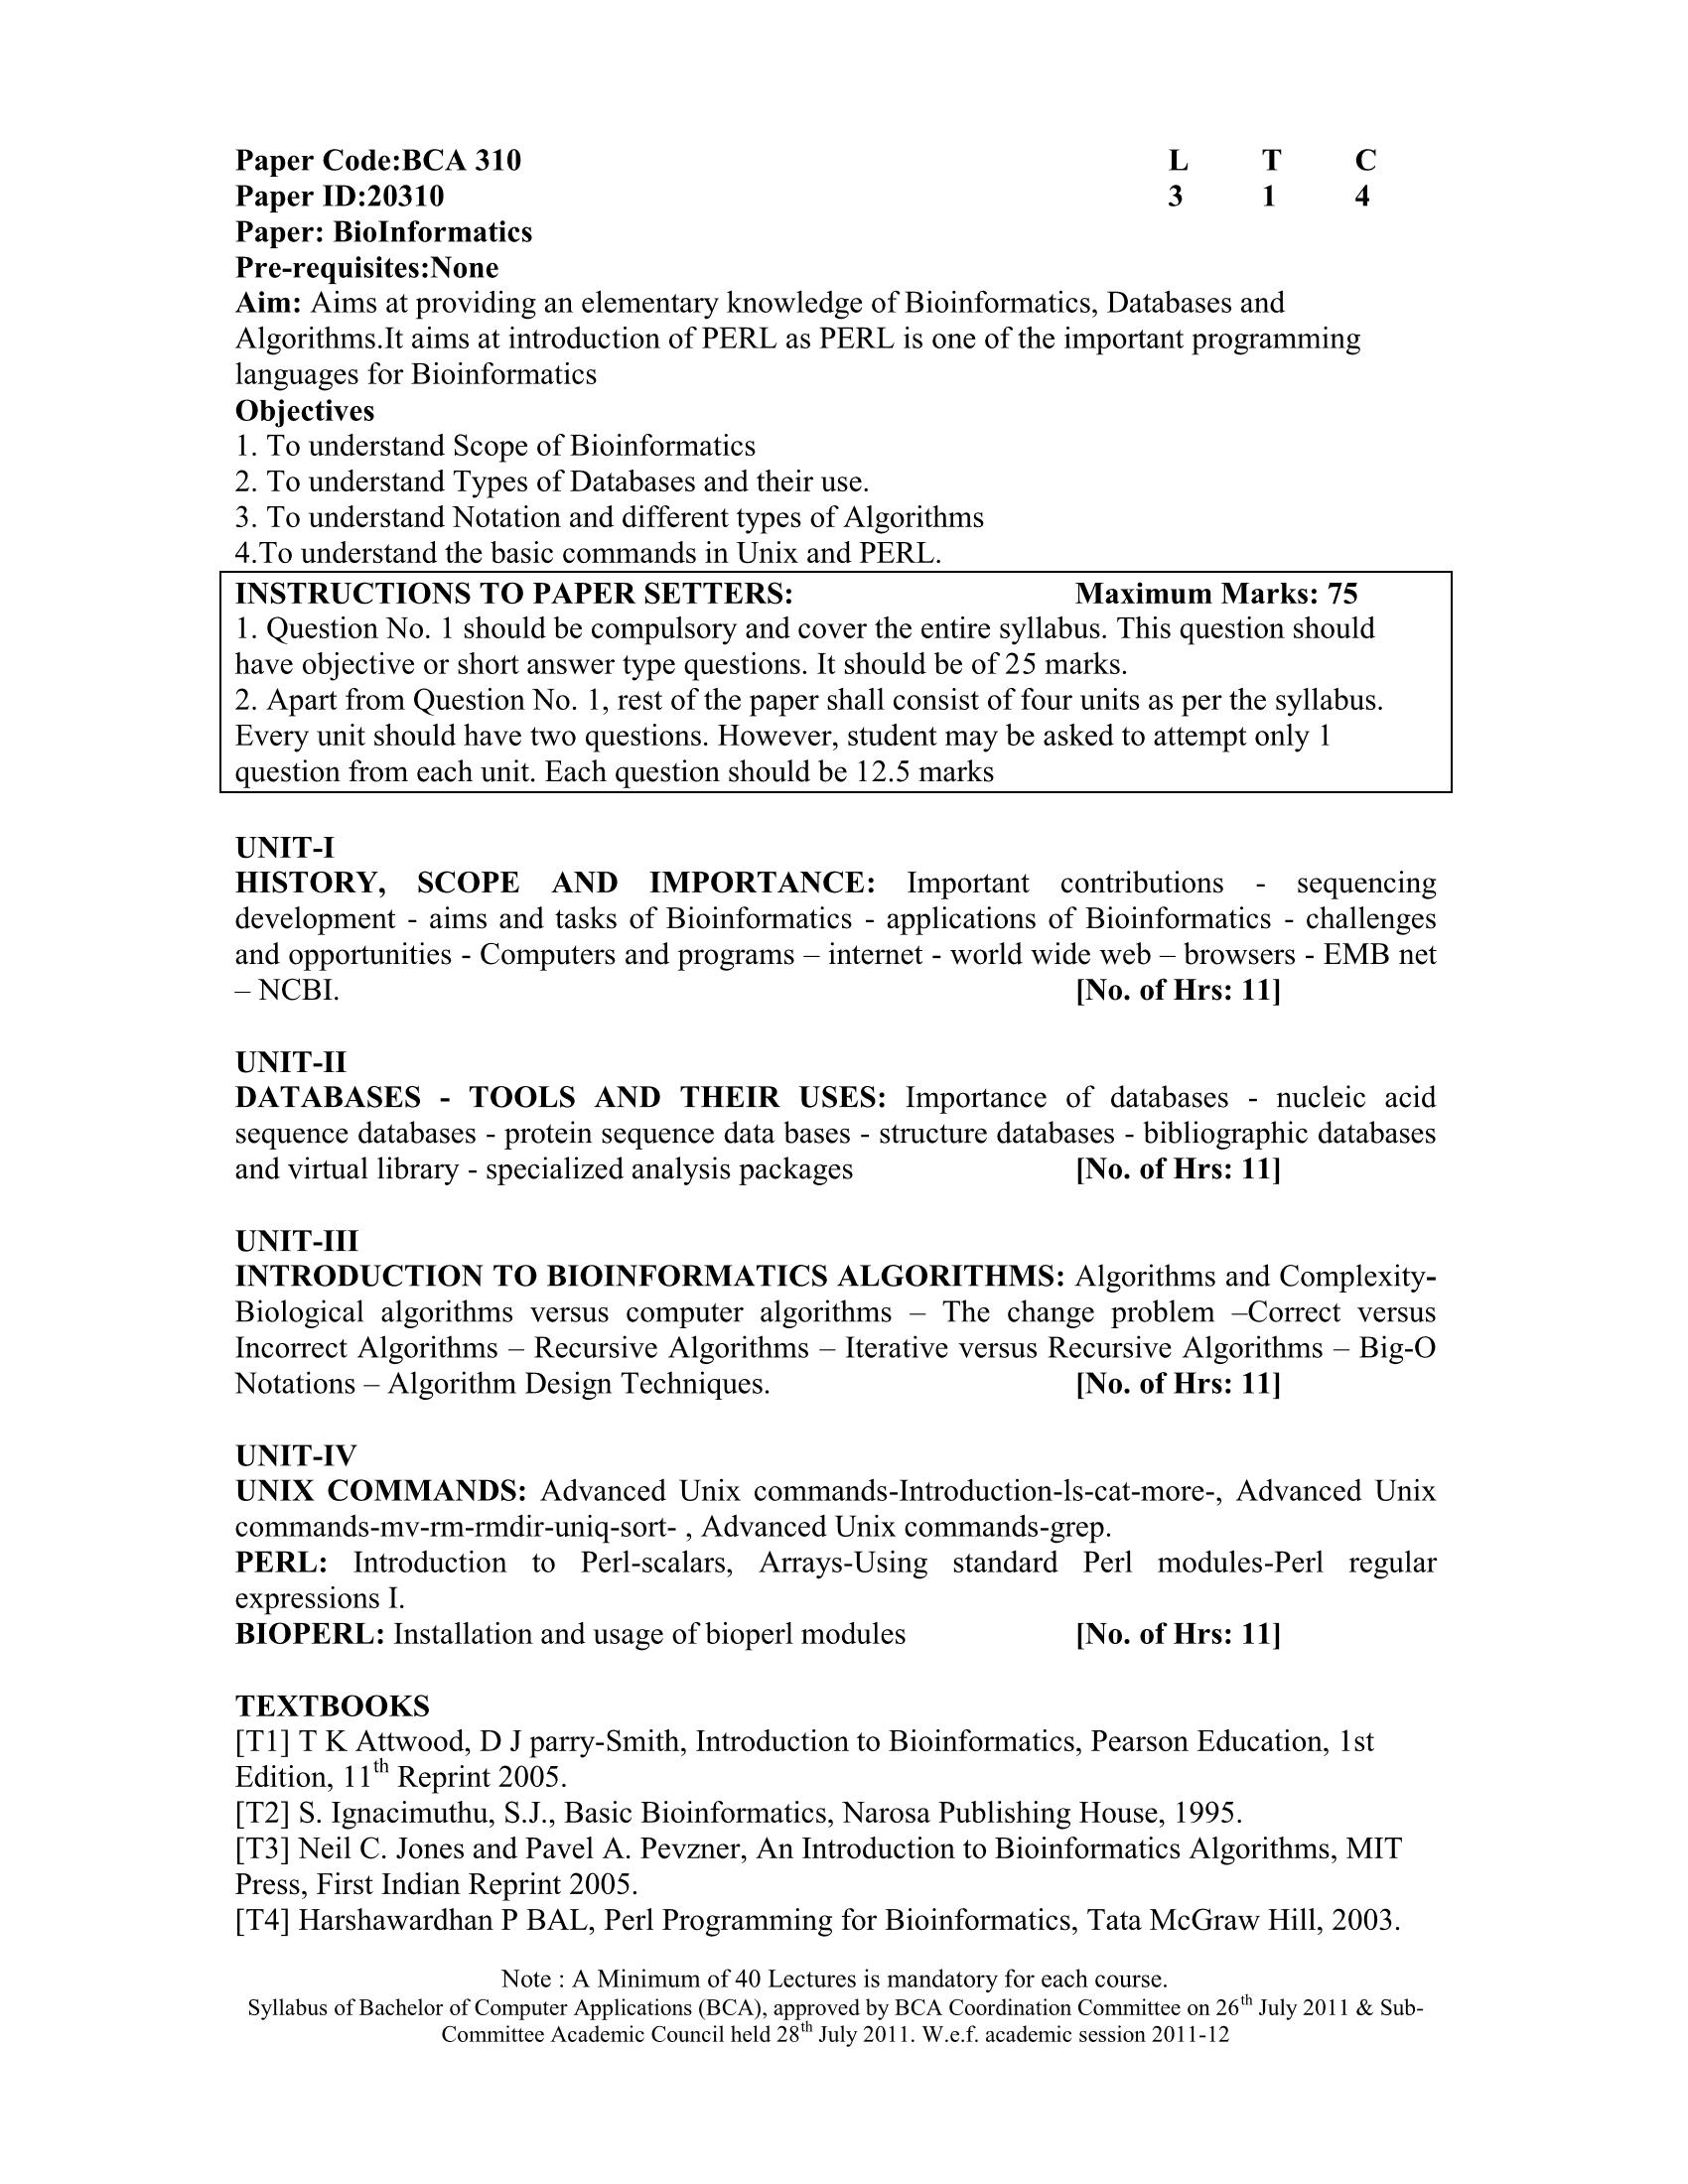 Paper Code:BCA 310 L T C
Paper ID:20310 3 1 4
Paper: BioInformatics
Pre-requisites:None
Aim: Aims at providing an elementary knowledge of Bioinformatics, Databases and
Algorithms.It aims at introduction of PERL as PERL is one of the important programming
languages for Bioinformatics
Objectives
1. To understand Scope of Bioinformatics
2. To understand Types of Databases and their use.
3. To understand Notation and different types of Algorithms
4.To understand the basic commands in Unix and PERL.
INSTRUCTIONS TO PAPER SETTERS: Maximum Marks: 75
1. Question No. 1 should be compulsory and cover the entire syllabus. This question should
have objective or short answer type questions. It should be of 25 marks.
2. Apart from Question No. 1, rest of the paper shall consist of four units as per the syllabus.
Every unit should have two questions. However, student may be asked to attempt only 1
question from each unit. Each question should be 12.5 marks
UNIT-I
HISTORY, SCOPE AND IMPORTANCE: Important contributions - sequencing
development - aims and tasks of Bioinformatics - applications of Bioinformatics - challenges
and opportunities - Computers and programs – internet - world wide web – browsers - EMB net
– NCBI. [No. of Hrs: 11]
UNIT-II
DATABASES - TOOLS AND THEIR USES: Importance of databases - nucleic acid
sequence databases - protein sequence data bases - structure databases - bibliographic databases
and virtual library - specialized analysis packages [No. of Hrs: 11]
UNIT-III
INTRODUCTION TO BIOINFORMATICS ALGORITHMS: Algorithms and Complexity-
Biological algorithms versus computer algorithms – The change problem –Correct versus
Incorrect Algorithms – Recursive Algorithms – Iterative versus Recursive Algorithms – Big-O
Notations – Algorithm Design Techniques. [No. of Hrs: 11]
UNIT-IV
UNIX COMMANDS: Advanced Unix commands-Introduction-ls-cat-more-, Advanced Unix
commands-mv-rm-rmdir-uniq-sort- , Advanced Unix commands-grep.
PERL: Introduction to Perl-scalars, Arrays-Using standard Perl modules-Perl regular
expressions I.
BIOPERL: Installation and usage of bioperl modules [No. of Hrs: 11]
TEXTBOOKS
[T1] T K Attwood, D J parry-Smith, Introduction to Bioinformatics, Pearson Education, 1st
Edition, 11th Reprint 2005.
[T2] S. Ignacimuthu, S.J., Basic Bioinformatics, Narosa Publishing House, 1995.
[T3] Neil C. Jones and Pavel A. Pevzner, An Introduction to Bioinformatics Algorithms, MIT
Press, First Indian Reprint 2005.
[T4] Harshawardhan P BAL, Perl Programming for Bioinformatics, Tata McGraw Hill, 2003.
Note : A Minimum of 40 Lectures is mandatory for each course.
Syllabus of Bachelor of Computer Applications (BCA), approved by BCA Coordination Committee on 26th July 2011 & Sub-
Committee Academic Council held 28th July 2011. W.e.f. academic session 2011-12